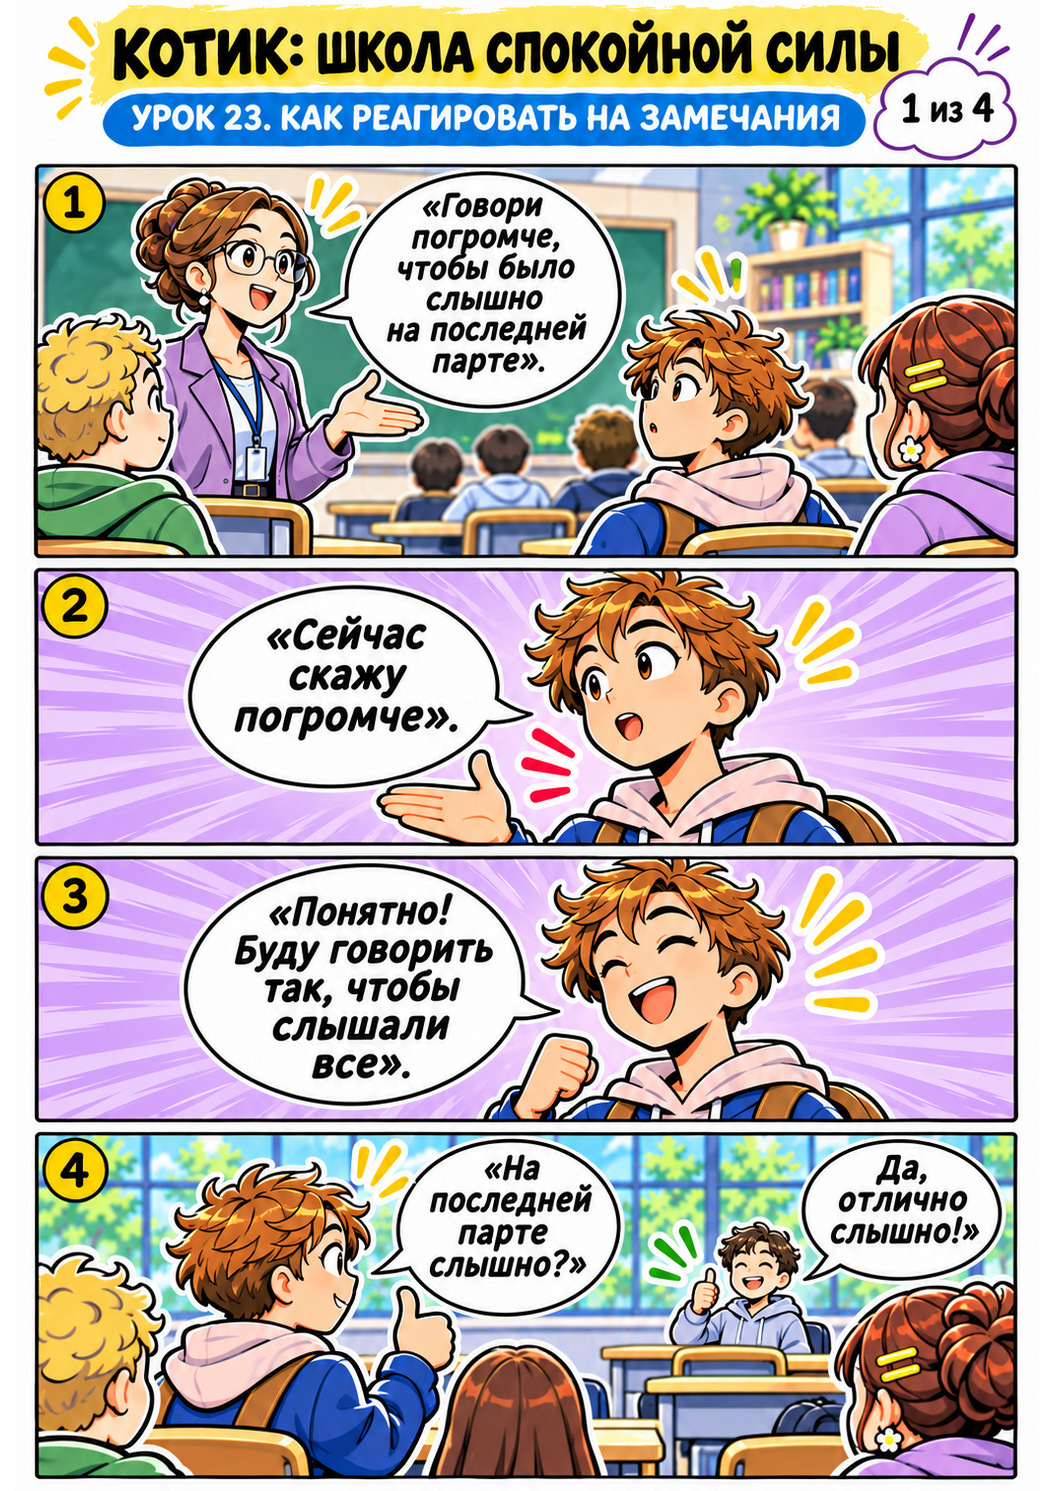 КОТИК: ШКОЛА СПОКОЙНОЙ СИЛЫ
УРОК 23. КАК РЕАГИРОВАТЬ НА ЗАМЕЧАНИЯ
1 из 4
1
«Говори
погромче,
чтобы было
слышно
на последней
парте».
2
«Сейчас
скажу
погромче».
3
«Понятно!
Буду говорить
так, чтобы
слышали
все».
4
«На
последней
парте
слышно?»
Да,
отлично
слышно!»